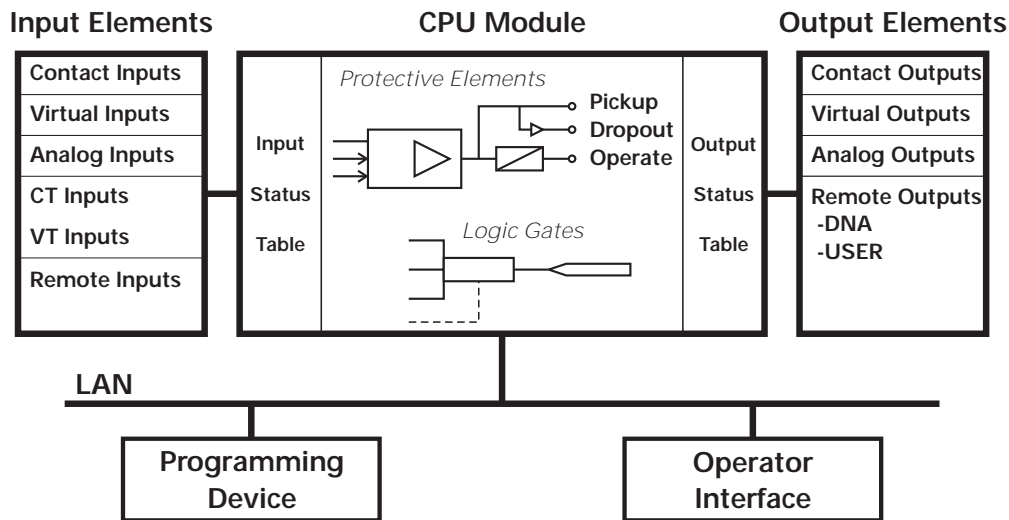 Input Elements
CPU Module
Output Elements
Contact Inputs
Virtual Inputs
Analog Inputs
CT Inputs
VT Inputs
Remote Inputs
Input
Status
Table
Protective Elements
Pickup
Dropout
Operate
Logic Gates
Output
Status
Table
Contact Outputs
Virtual Outputs
Analog Outputs
Remote Outputs
-DNA
-USER
LAN
Programming
Device
Operator
Interface